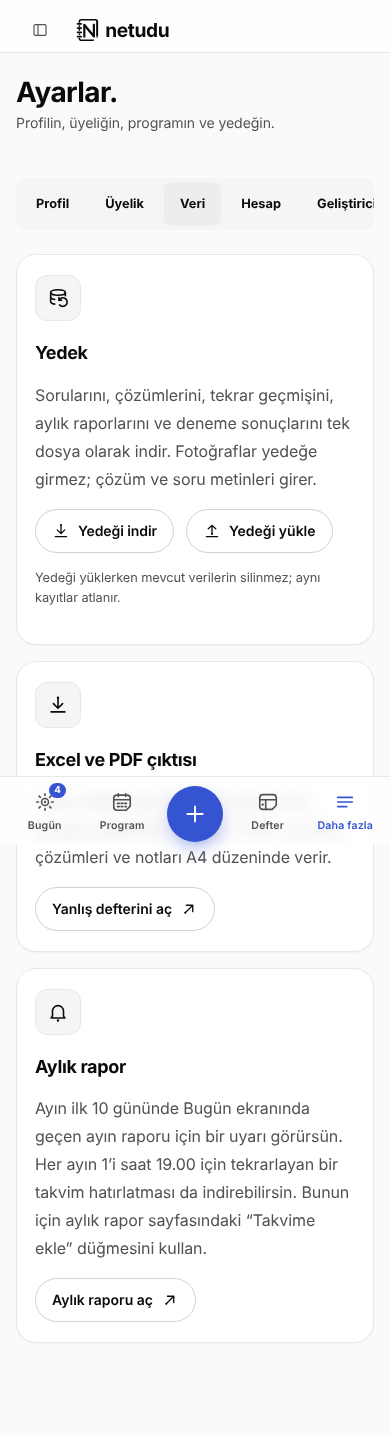 netudu
Ayarlar.
Profilin, üyeliğin, programın ve yedeğin.
Profil Üyelik Veri Hesap Geliştirici
Yedek
Sorularını, çözümlerini, tekrar geçmişini,
aylık raporlarını ve deneme sonuçlarını tek
dosya olarak indir. Fotoğraflar yedeğe
girmez; çözüm ve soru metinleri girer.
Yedeği indir Yedeği yükle
Yedeği yüklerken mevcut verilerin silinmez; aynı
kayıtlar atlanır.
Excel ve PDF çıktısı
4
Bugün Program Defter Daha fazla
çözümleri ve notları A4 düzeninde verir.
Yanlış defterini aç
Aylık rapor
Ayın ilk 10 gününde Bugün ekranında
geçen ayın raporu için bir uyarı görürsün.
Her ayın 1’i saat 19.00 için tekrarlayan bir
takvim hatırlatması da indirebilirsin. Bunun
için aylık rapor sayfasındaki “Takvime
ekle” düğmesini kullan.
Aylık raporu aç